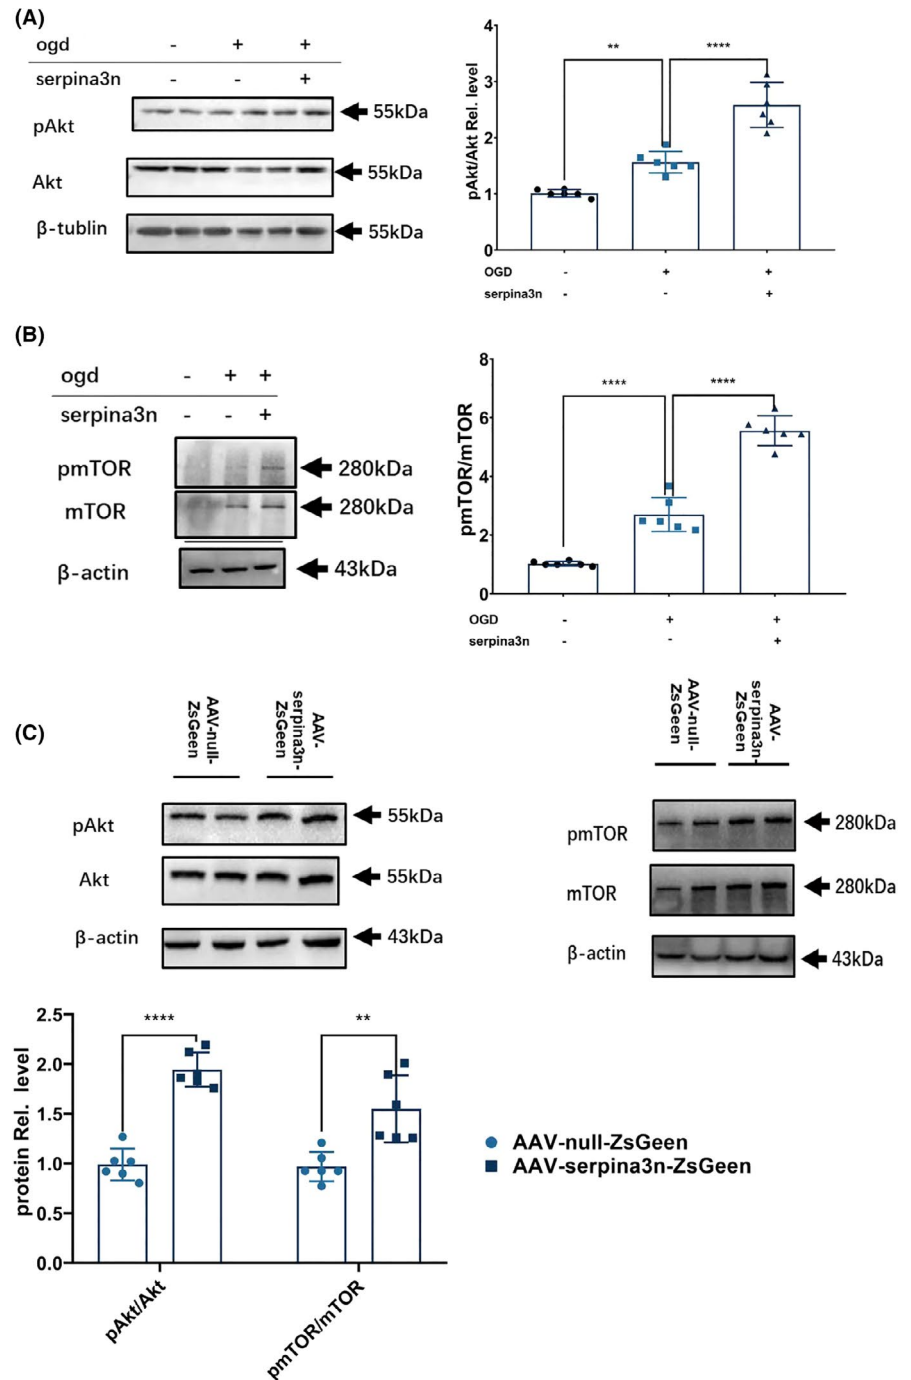 (A)
ogd - + +
serpina3n - - +
pAkt 55kDa
Akt 55kDa
β-tublin 55kDa
pAkt/Akt Rel. level
4
3
2
1
0
** ****
OGD - + +
serpina3n - - +
(B)
ogd - + +
serpina3n - - +
pmTOR 280kDa
mTOR 280kDa
β-actin 43kDa
pmTOR/mTOR
8
6
4
2
0
**** ****
OGD - + +
serpina3n - - +
(C)
AAV-null-
ZsGeen
AAV-
serpina3n-
ZsGeen
pAkt 55kDa
Akt 55kDa
β-actin 43kDa
AAV-null-
ZsGeen
AAV-
serpina3n-
ZsGeen
pmTOR 280kDa
mTOR 280kDa
β-actin 43kDa
protein Rel. level
2.5
2.0
1.5
1.0
0.5
0.0
**** **
pAkt/Akt
pmTOR/mTOR
AAV-null-ZsGeen
AAV-serpina3n-ZsGeen